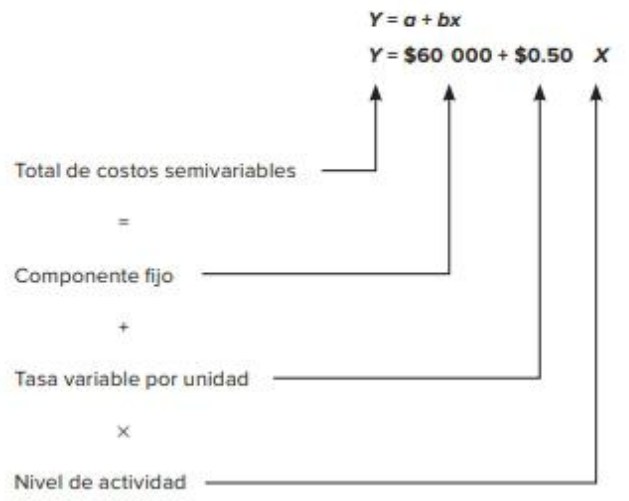 Y = a + bx
Y = $60 000 + $0.50 X
Total de costos semivariables
=
Componente fijo
+
Tasa variable por unidad
×
Nivel de actividad